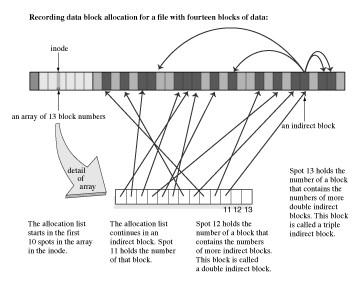 Recording data block allocation for a file with fourteen blocks of data:
inode
an array of 13 block numbers
an indirect block
detail
of
array
11 12 13
The allocation list
starts in the first
10 spots in the array
in the inode.
The allocation list
continues in an
indirect block. Spot
11 holds the number
of that block.
Spot 12 holds the
number of a block that
contains the numbers
of more indirect blocks.
This block is called
a double indirect block.
Spot 13 holds the
number of a block
that contains the
numbers of more
double indirect
blocks. This block
is called a triple
indirect block.